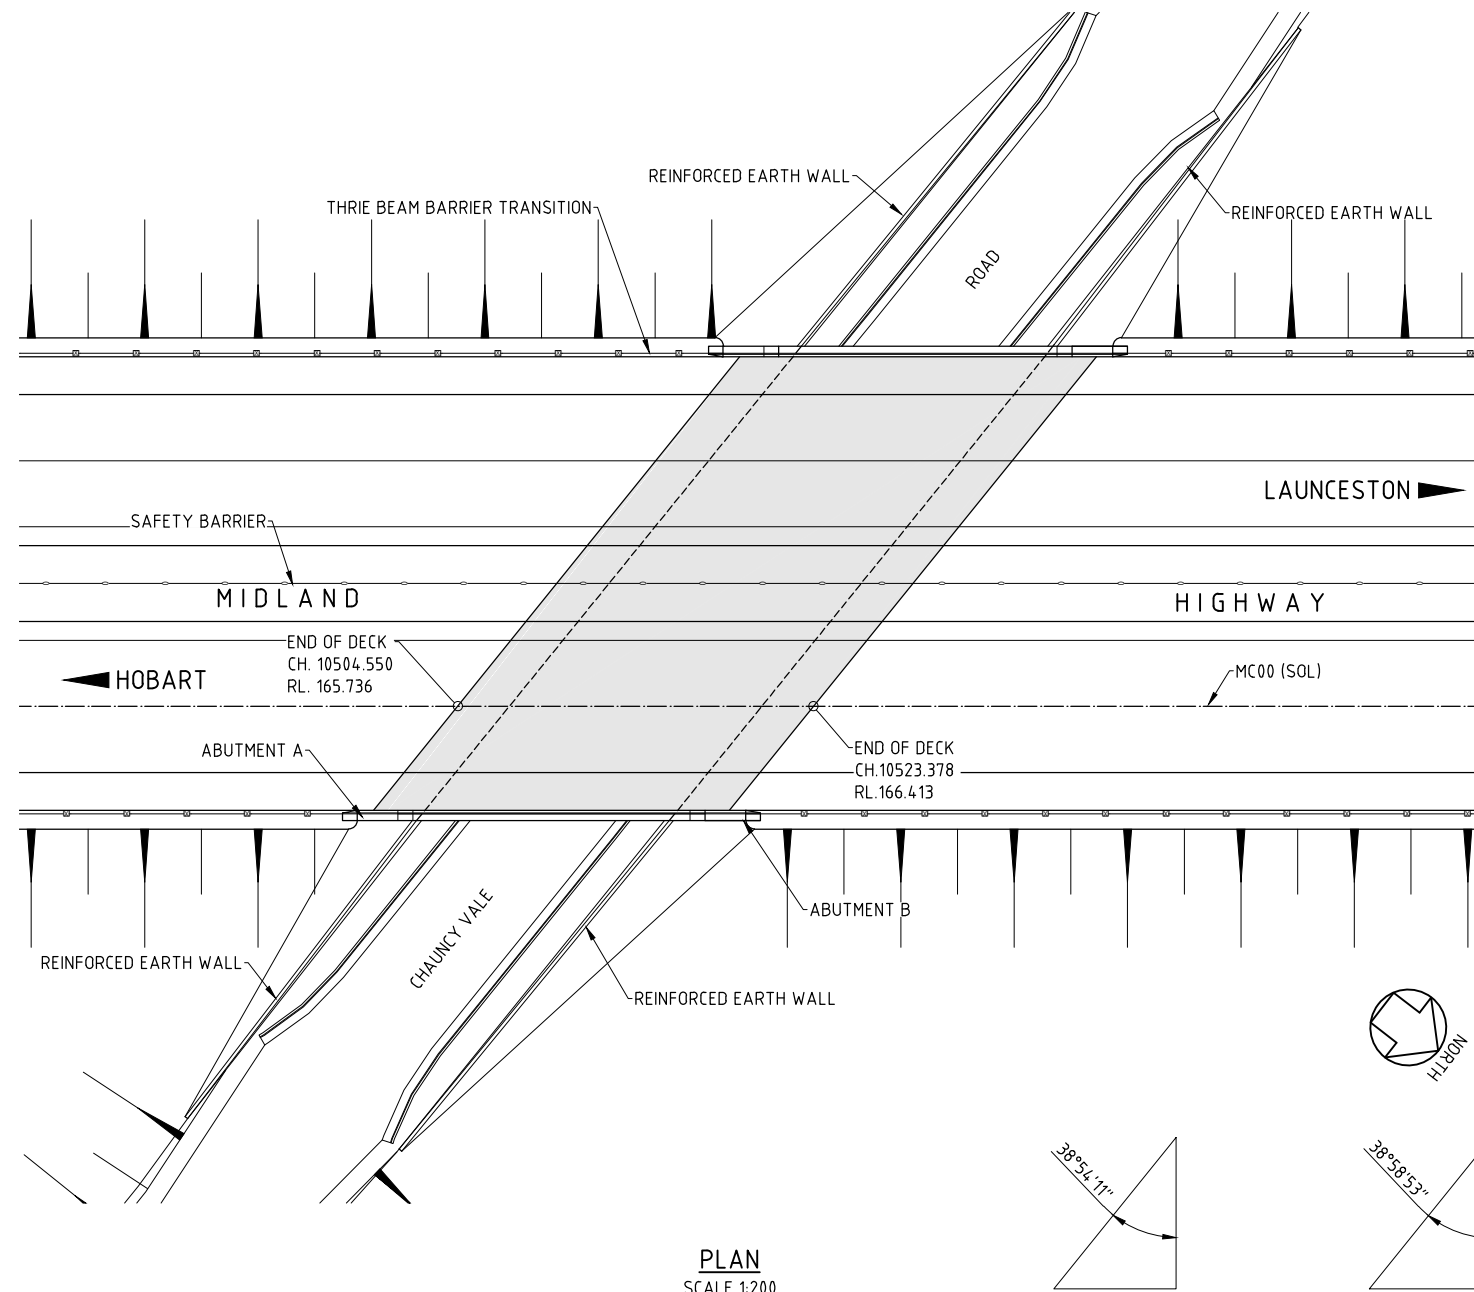 REINFORCED EARTH WALL
THRIE BEAM BARRIER TRANSITION
REINFORCED EARTH WALL
ROAD
LAUNCESTON
SAFETY BARRIER
MIDLAND
HIGHWAY
END OF DECK
CH. 10504.550
RL. 165.736
HOBART
MC00 (SOL)
ABUTMENT A
END OF DECK
CH.10523.378
RL.166.413
CHAUNCY VALE
ABUTMENT B
REINFORCED EARTH WALL
REINFORCED EARTH WALL
NORTH
38°54'11"
38°58'53"
PLAN
SCALE 1:200